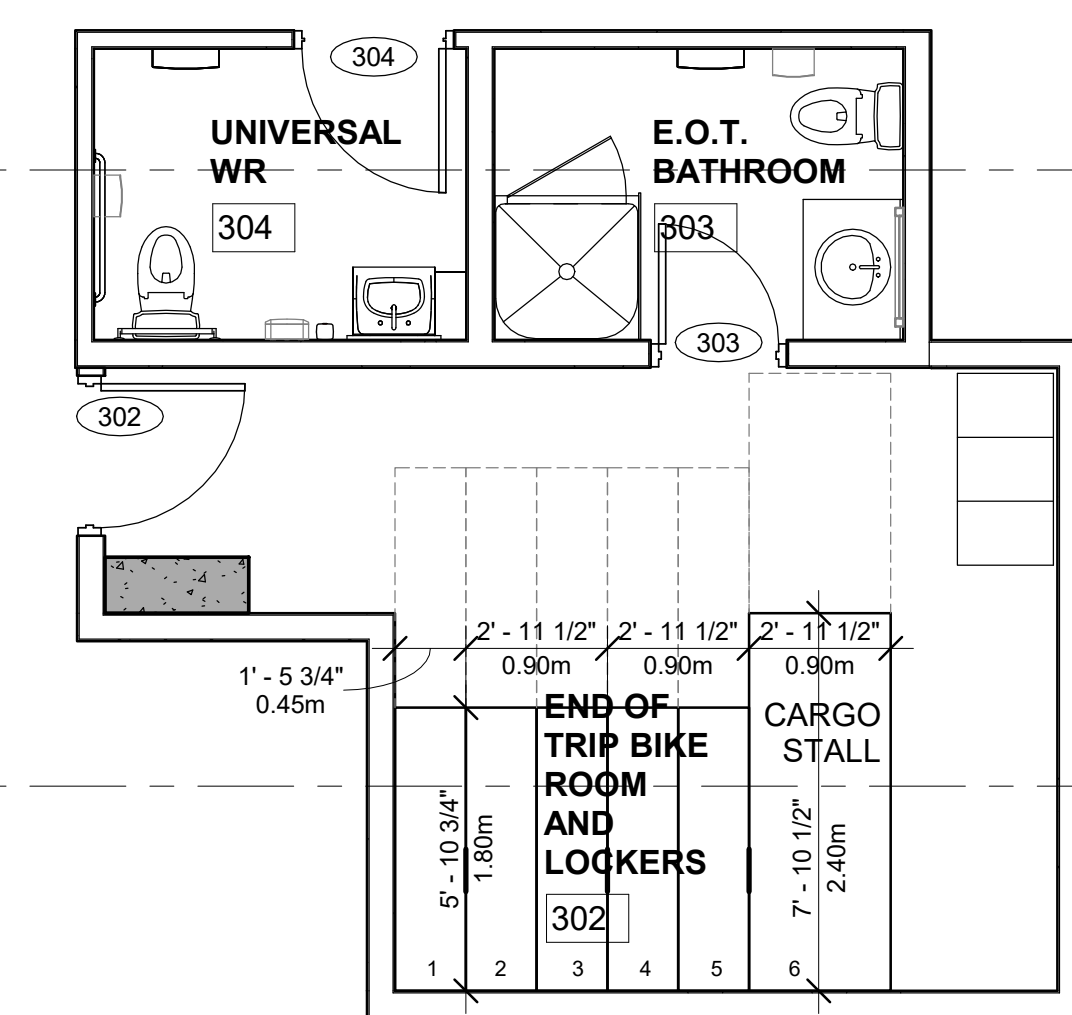 304
UNIVERSAL
WR
304
E.O.T.
BATHROOM
303
303
302
2' - 11 1/2"
2' - 11 1/2"
2' - 11 1/2"
0.90m
0.90m
0.90m
1' - 5 3/4"
0.45m
END OF
TRIP BIKE
ROOM
AND
LOCKERS
302
CARGO
STALL
5' - 10 3/4"
1.80m
7' - 10 1/2"
2.40m
1
2
3
4
5
6